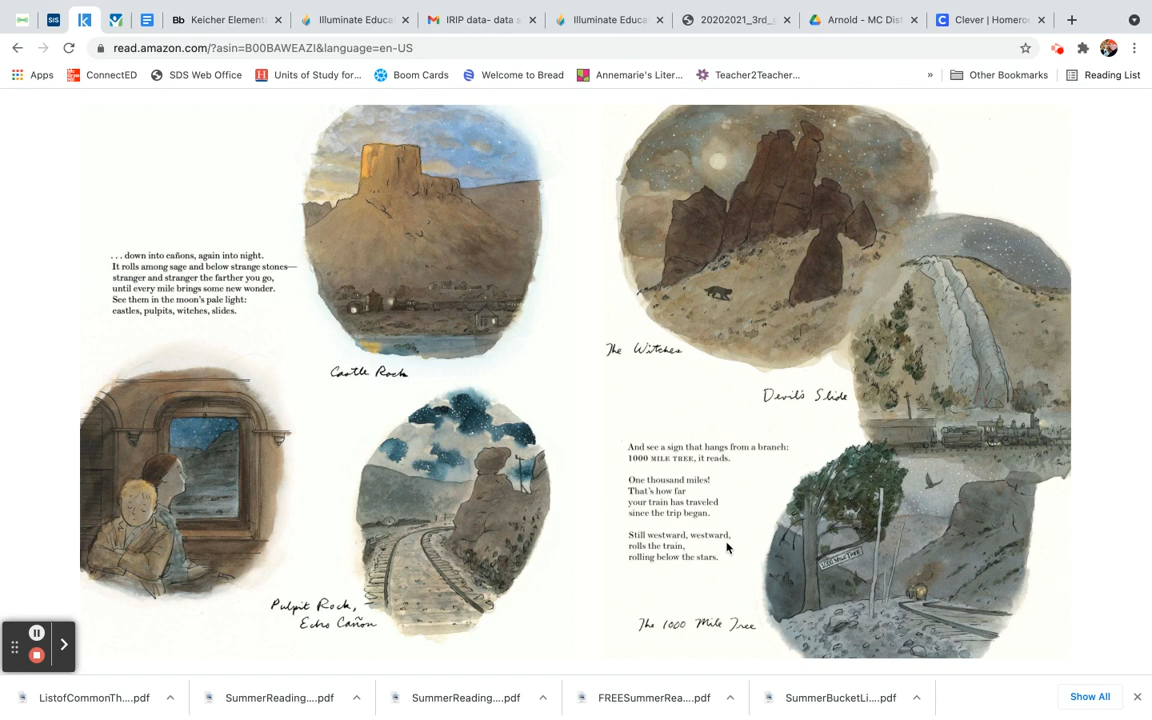 Keicher Elementa
Illuminate Educa
IRIP data- data s
Illuminate Educa
20202021_3rd_
Arnold - MC Dist
Clever | Homeroo
read.amazon.com/?asin=B00BAWEAZI&language=en-US
Apps
ConnectED
SDS Web Office
Units of Study for...
Boom Cards
Welcome to Bread
Annemarie's Liter...
Teacher2Teacher...
»
Other Bookmarks
Reading List
. . . down into cañons, again into night.
It rolls among sage and below strange stones—
stranger and stranger the farther you go,
until every mile brings some new wonder.
See them in the moon's pale light:
castles, pulpits, witches, slides.
Castle Rock
Pulpit Rock,
Echo Cañon
The Witches
Devil's Slide
And see a sign that hangs from a branch:
1000 MILE TREE, it reads.
One thousand miles!
That's how far
your train has traveled
since the trip began.
Still westward, westward,
rolls the train,
rolling below the stars.
1000 MILE TREE
The 1000 Mile Tree
ListofCommonTh....pdf
SummerReading....pdf
SummerReading....pdf
FREESummerRea....pdf
SummerBucketLi....pdf
Show All